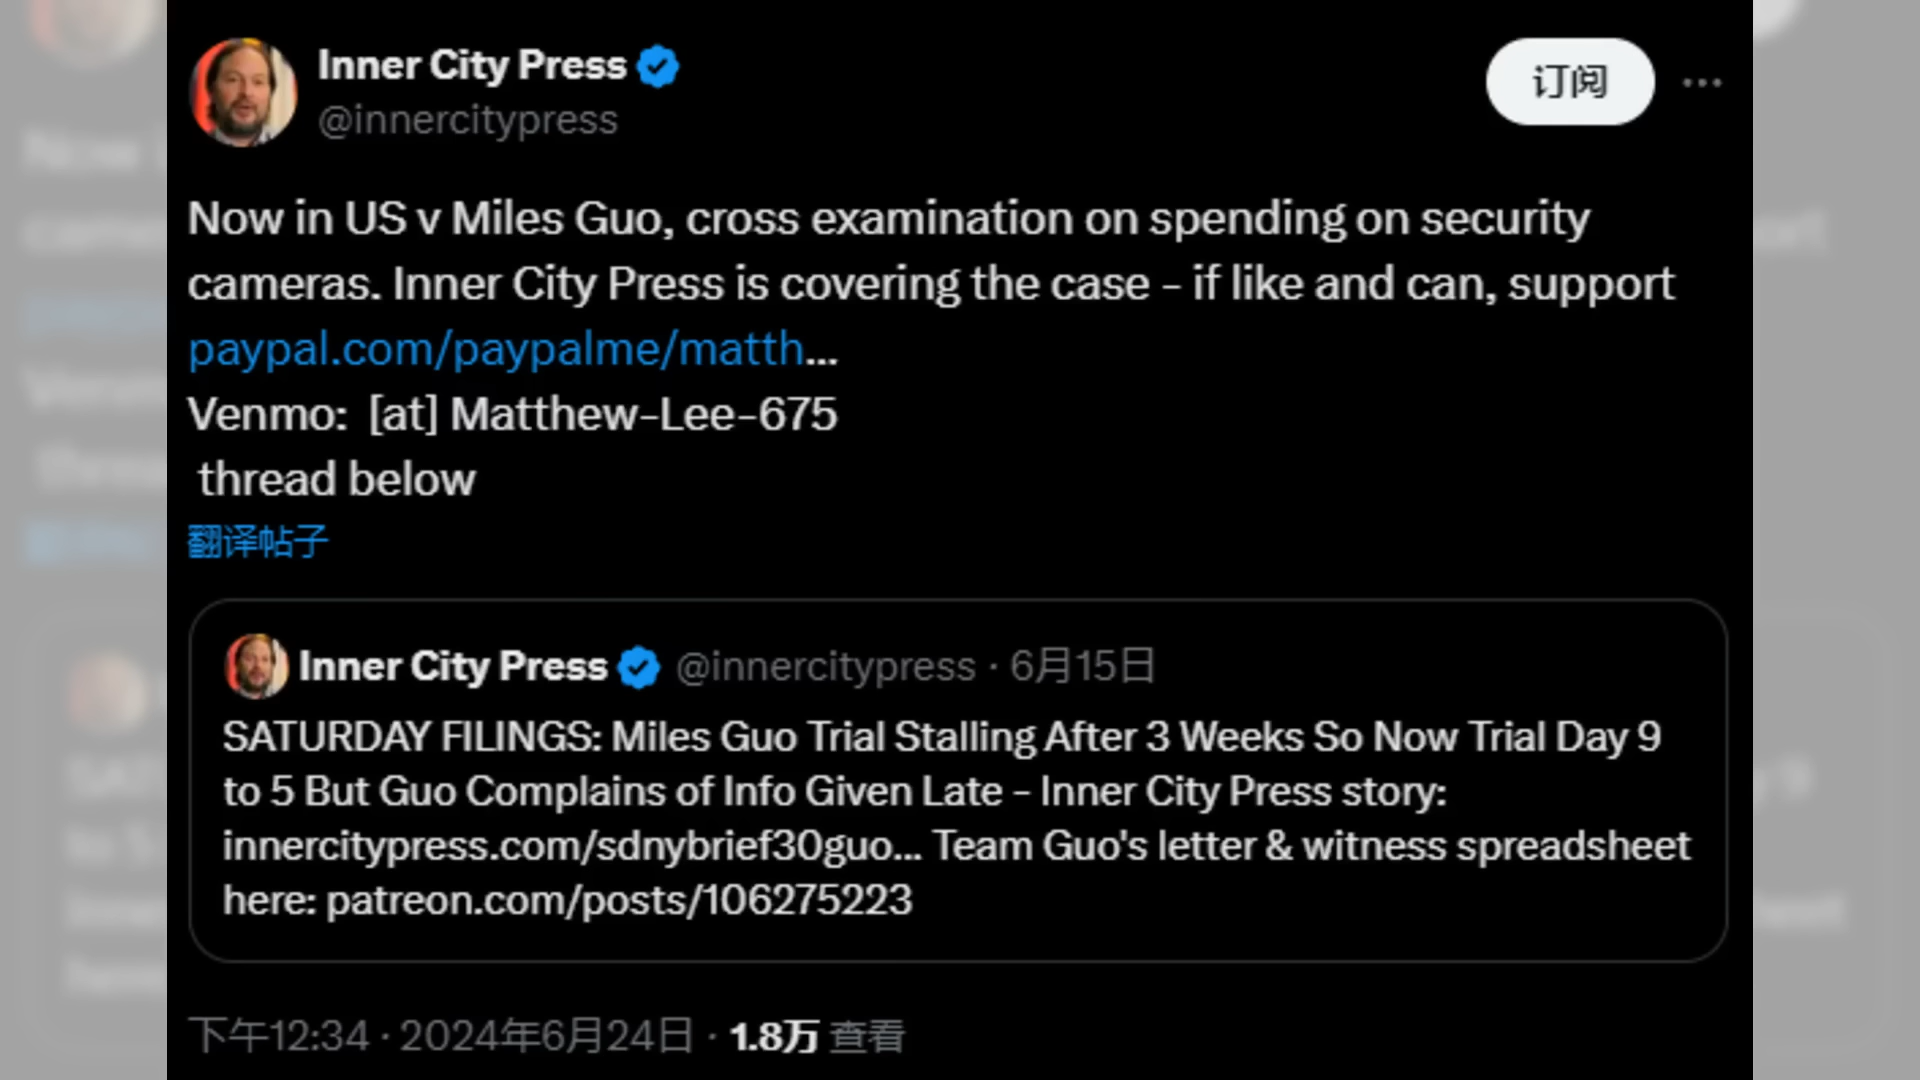 Inner City Press
@innercitypress
订阅
Now in US v Miles Guo, cross examination on spending on security
cameras. Inner City Press is covering the case - if like and can, support
paypal.com/paypalme/matth...
Venmo: [at] Matthew-Lee-675
thread below
翻译帖子
Inner City Press @innercitypress · 6月15日
SATURDAY FILINGS: Miles Guo Trial Stalling After 3 Weeks So Now Trial Day 9
to 5 But Guo Complains of Info Given Late - Inner City Press story:
innercitypress.com/sdnybrief30guo... Team Guo's letter & witness spreadsheet
here: patreon.com/posts/106275223
下午12:34 · 2024年6月24日 · 1.8万 查看